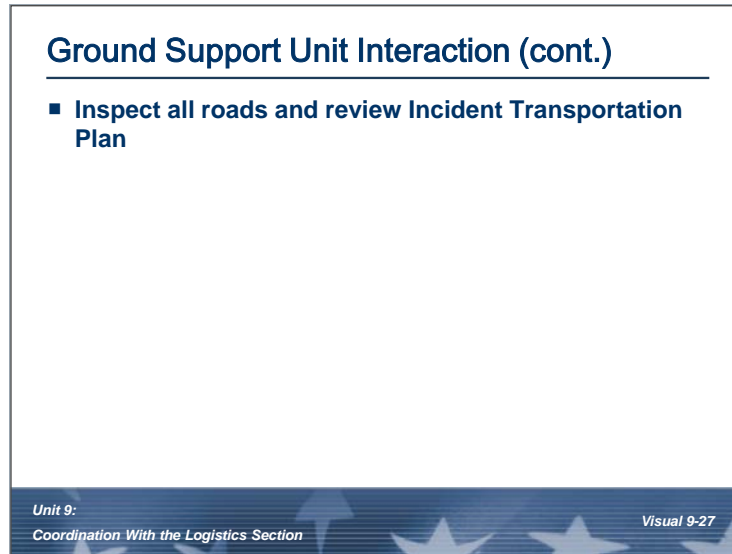 Ground Support Unit Interaction (cont.)
■ Inspect all roads and review Incident Transportation
Plan
Unit 9:
Coordination With the Logistics Section
Visual 9-27